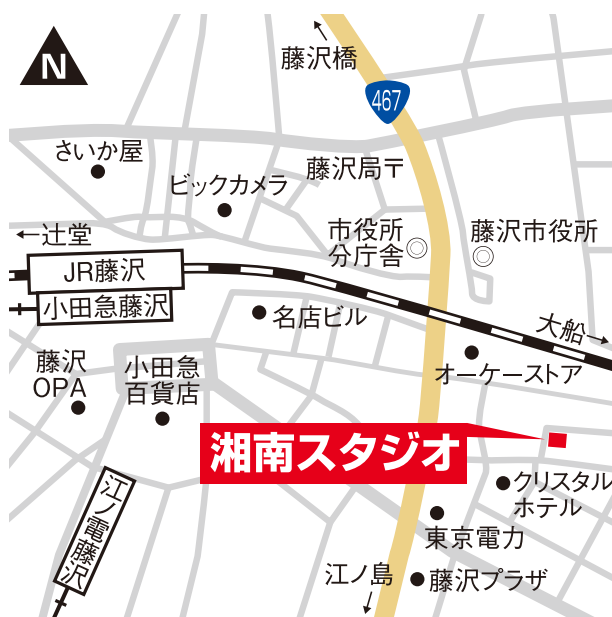 N
藤沢橋
467
さいか屋
ビックカメラ
藤沢局〒
←辻堂
市役所
分庁舎
藤沢市役所
JR藤沢
小田急藤沢
名店ビル
大船→
オーケーストア
藤沢
OPA
小田急
百貨店
湘南スタジオ
クリスタル
ホテル
江ノ電藤沢
東京電力
江ノ島
藤沢プラザ